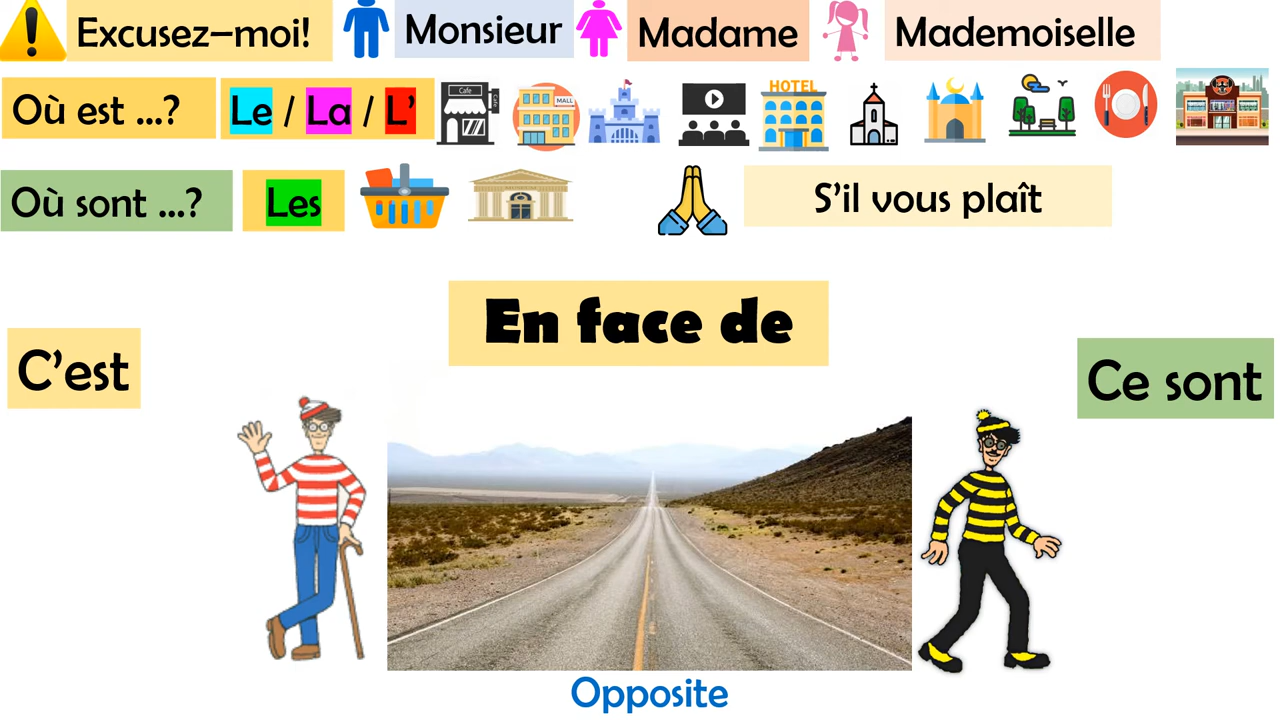 Excusez–moi!
Monsieur
Madame
Mademoiselle
Où est ...?
Le / La / L'
Cafe
Cafe
MALL
HOTEL
Où sont ...?
Les
S'il vous plaît
En face de
C'est
Ce sont
Opposite